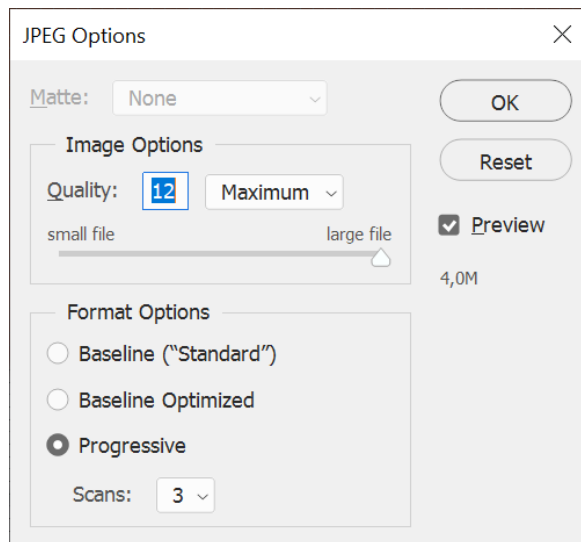 JPEG Options
Matte: None
OK
Image Options
Reset
Quality: 12 Maximum
Preview
small file large file
4,0M
Format Options
Baseline (“Standard”)
Baseline Optimized
Progressive
Scans: 3